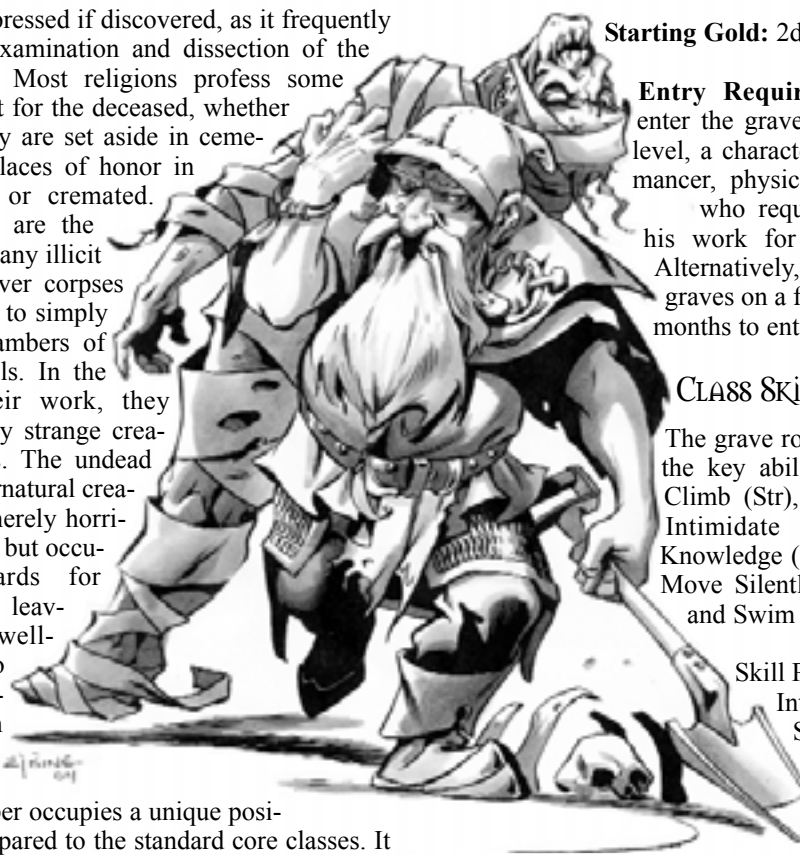 pressed if discovered, as it frequently
examination and dissection of the
Most religions profess some
t for the deceased, whether
y are set aside in ceme-
laces of honor in
or cremated.
are the
any illicit
ver corpses
to simply
ambers of
ls. In the
eir work, they
y strange crea-
. The undead
rnatural crea-
merely horri-
but occu-
ards for
leav-
well-
o
-
n
ber occupies a unique posi-
pared to the standard core classes. It
Starting Gold: 2d
Entry Requir
enter the grave
level, a characte
mancer, physic
who requ
his work for
Alternatively,
graves on a f
months to ent
CLASS SKi
The grave ro
the key abil
Climb (Str),
Intimidate
Knowledge (
Move Silentl
and Swim
Skill P
Int
S